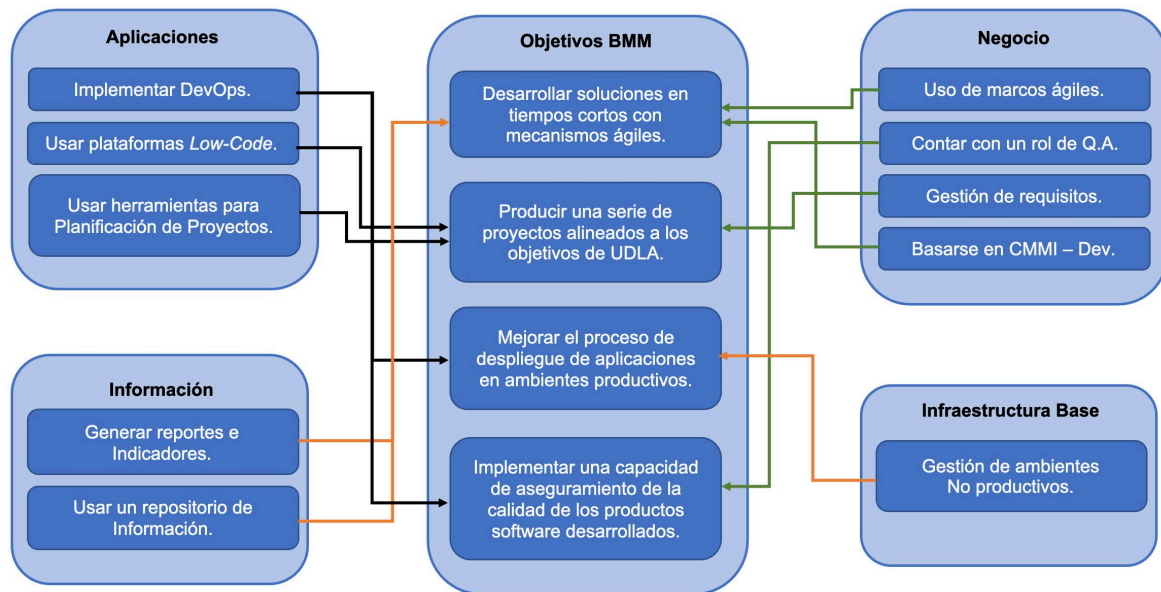 Aplicaciones
Implementar DevOps.
Usar plataformas Low-Code.
Usar herramientas para
Planificación de Proyectos.
Información
Generar reportes e
Indicadores.
Usar un repositorio de
Información.
Objetivos BMM
Desarrollar soluciones en
tiempos cortos con
mecanismos ágiles.
Producir una serie de
proyectos alineados a los
objetivos de UDLA.
Mejorar el proceso de
despliegue de aplicaciones
en ambientes productivos.
Implementar una capacidad
de aseguramiento de la
calidad de los productos
software desarrollados.
Negocio
Uso de marcos ágiles.
Contar con un rol de Q.A.
Gestión de requisitos.
Basarse en CMMI – Dev.
Infraestructura Base
Gestión de ambientes
No productivos.